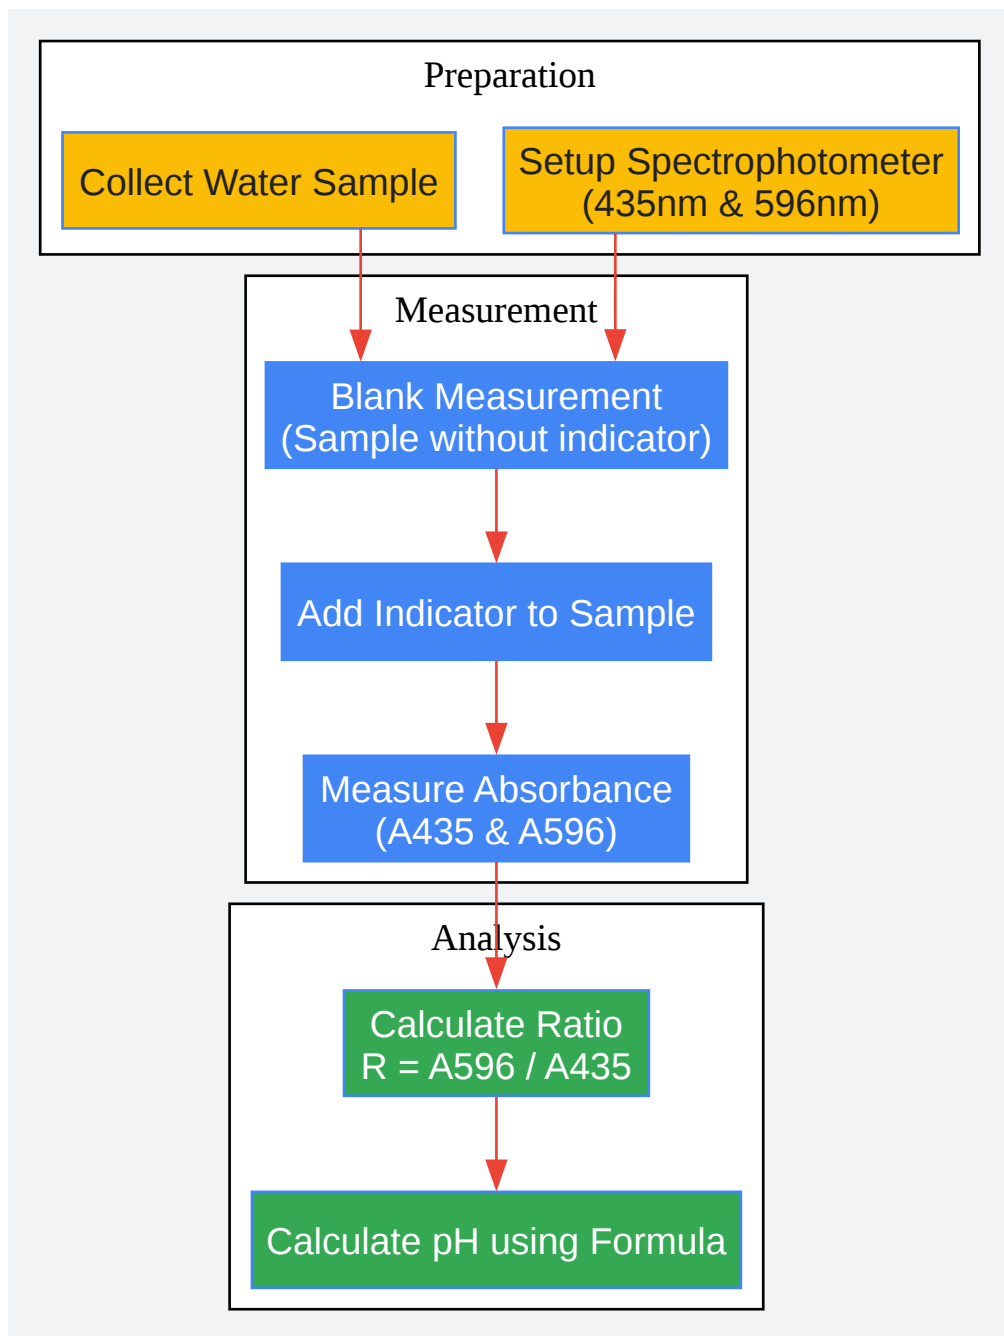 Preparation
Collect Water Sample
Setup Spectrophotometer
(435nm & 596nm)
Measurement
Blank Measurement
(Sample without indicator)
Add Indicator to Sample
Measure Absorbance
(A435 & A596)
Analysis
Calculate Ratio
R = A596 / A435
Calculate pH using Formula